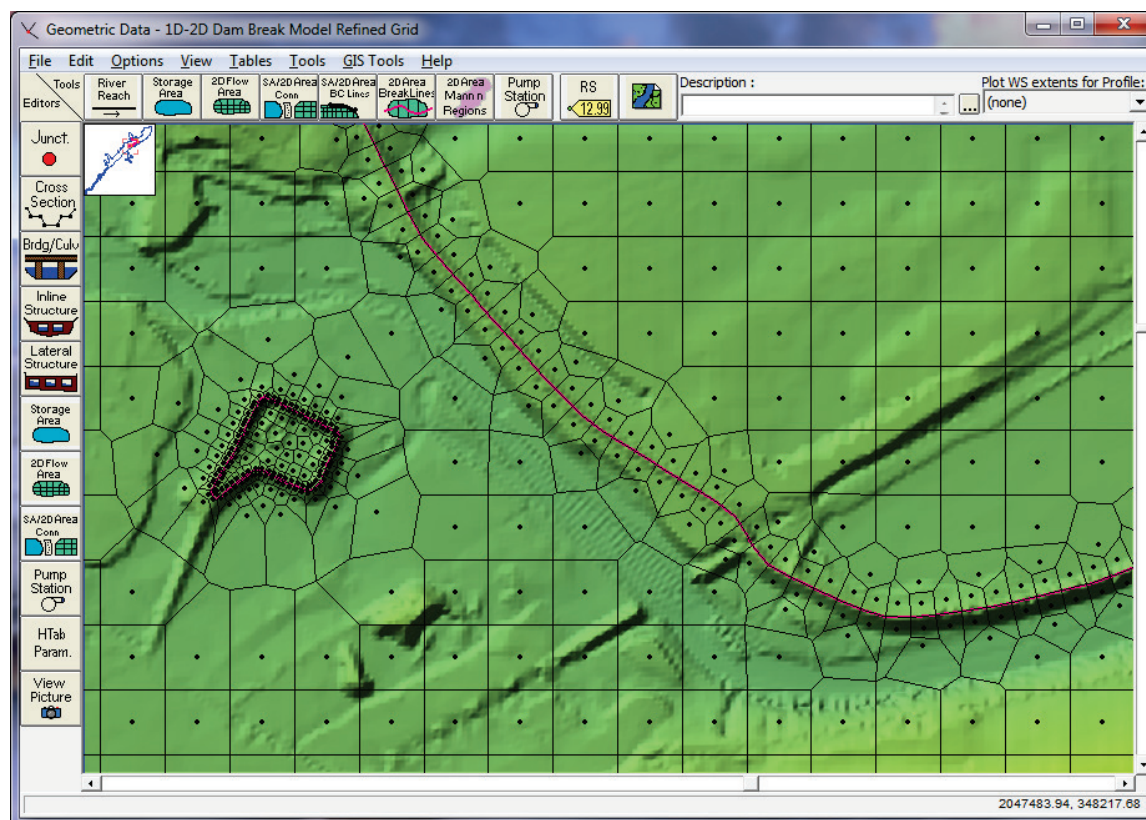 Geometric Data - 1D-2D Dam Break Model Refined Grid
File Edit Options View Tables Tools GIS Tools Help
Tools
Editors
River
Reach
Storage
Area
2D Flow
Area
SA/2D Area
Conn
SA/2D Area
BC Lines
2D Area
BreakLines
2D Area
Mann n
Regions
Pump
Station
RS
12.99
Description :
...
Plot WS extents for Profile:
(none)
Junct.
Cross
Section
Brdg/Culv
Inline
Structure
Lateral
Structure
Storage
Area
2D Flow
Area
SA/2D Area
Conn
Pump
Station
HTab
Param.
View
Picture
2047483.94, 348217.68